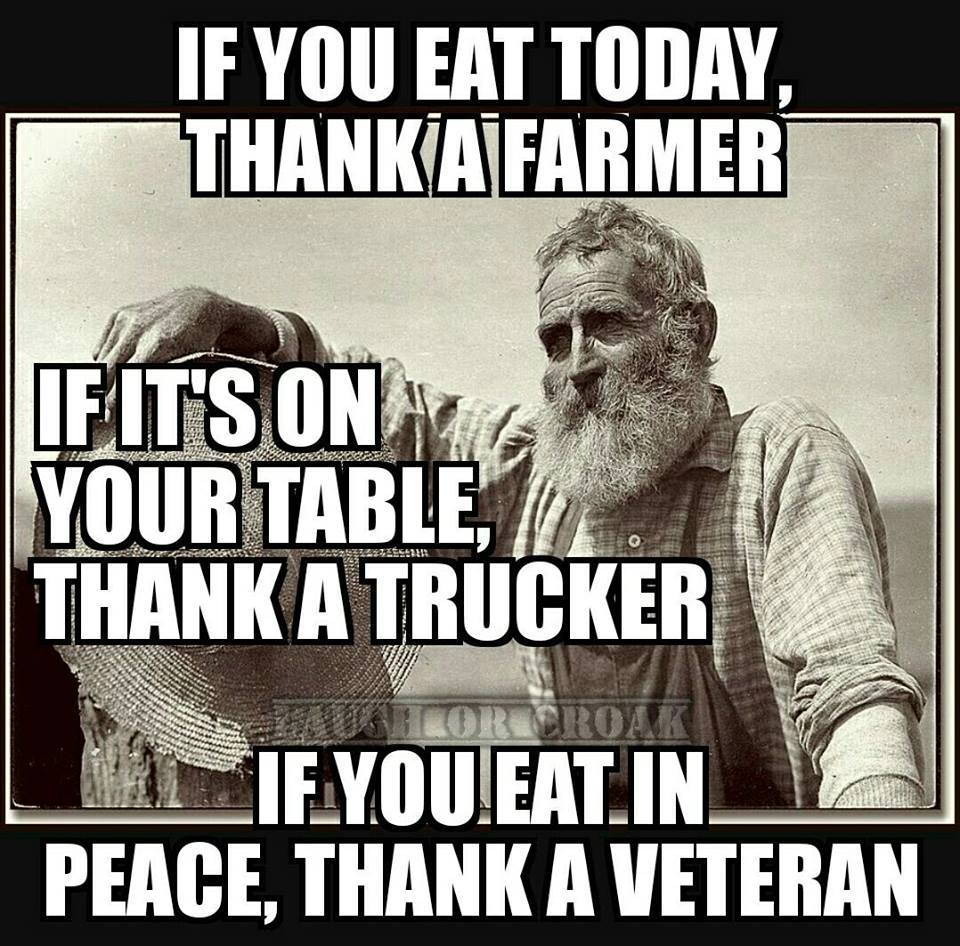 IF YOU EAT TODAY,
THANK A FARMER
IF IT'S ON
YOUR TABLE,
THANK A TRUCKER
LAUGH OR CROAK
IF YOU EAT IN
PEACE, THANK A VETERAN